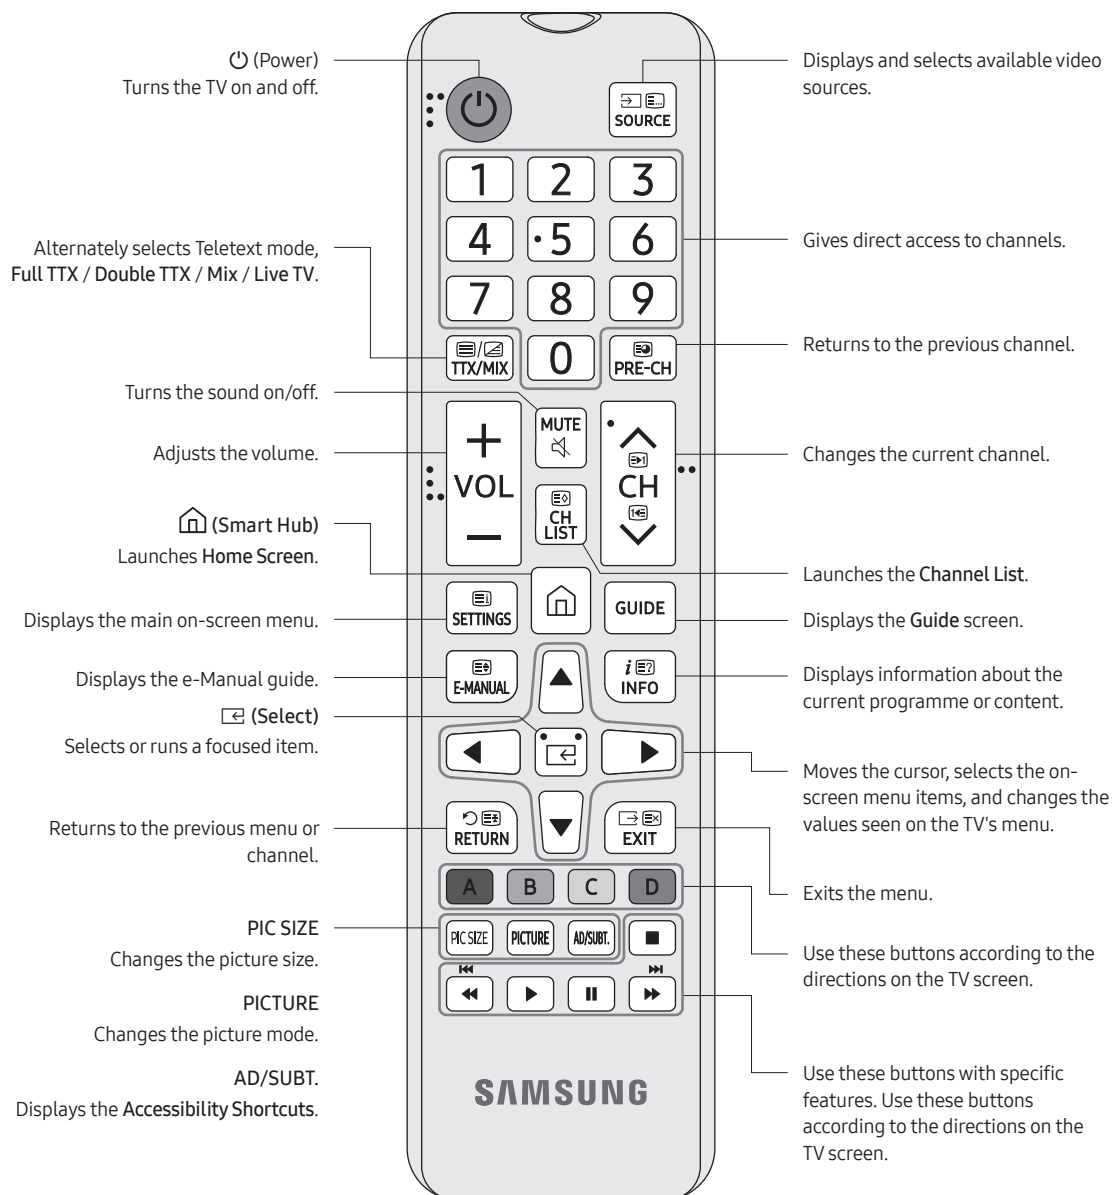 (Power)
Turns the TV on and off.
Alternately selects Teletext mode,
Full TTX / Double TTX / Mix / Live TV.
Turns the sound on/off.
Adjusts the volume.
(Smart Hub)
Launches Home Screen.
Displays the main on-screen menu.
Displays the e-Manual guide.
(Select)
Selects or runs a focused item.
Returns to the previous menu or
channel.
PIC SIZE
Changes the picture size.
PICTURE
Changes the picture mode.
AD/SUBT.
Displays the Accessibility Shortcuts.
SOURCE
1 2 3
4 5 6
7 8 9
TTX/MIX 0 PRE-CH
MUTE
VOL
CH
CH
LIST
SETTINGS
GUIDE
E-MANUAL
INFO
RETURN
EXIT
A B C D
PIC SIZE PICTURE AD/SUBT.
SAMSUNG
Displays and selects available video
sources.
Gives direct access to channels.
Returns to the previous channel.
Changes the current channel.
Launches the Channel List.
Displays the Guide screen.
Displays information about the
current programme or content.
Moves the cursor, selects the on-
screen menu items, and changes the
values seen on the TV's menu.
Exits the menu.
Use these buttons according to the
directions on the TV screen.
Use these buttons with specific
features. Use these buttons
according to the directions on the
TV screen.